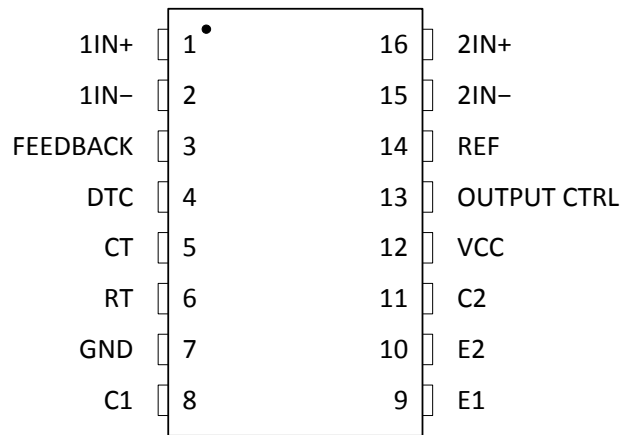 1IN+ 1 16 2IN+
1IN− 2 15 2IN−
FEEDBACK 3 14 REF
DTC 4 13 OUTPUT CTRL
CT 5 12 VCC
RT 6 11 C2
GND 7 10 E2
C1 8 9 E1